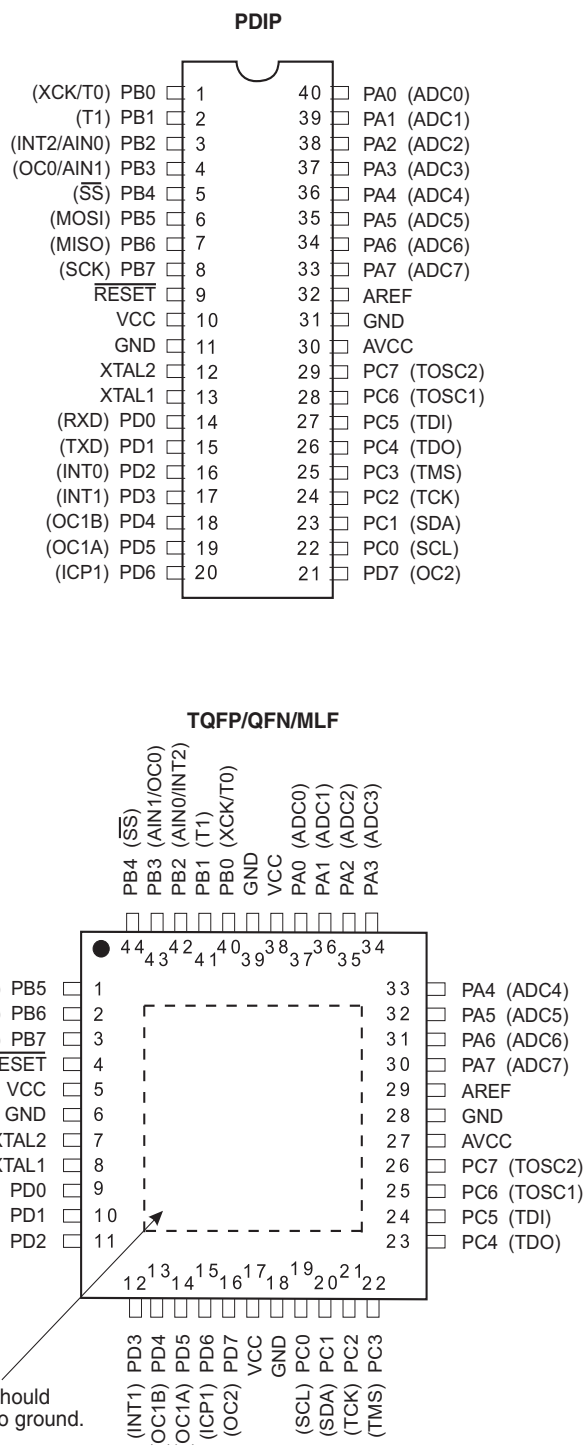 PDIP
(XCK/T0) PB0 1 40 PA0 (ADC0)
(T1) PB1 2 39 PA1 (ADC1)
(INT2/AIN0) PB2 3 38 PA2 (ADC2)
(OC0/AIN1) PB3 4 37 PA3 (ADC3)
(SS) PB4 5 36 PA4 (ADC4)
(MOSI) PB5 6 35 PA5 (ADC5)
(MISO) PB6 7 34 PA6 (ADC6)
(SCK) PB7 8 33 PA7 (ADC7)
RESET 9 32 AREF
VCC 10 31 GND
GND 11 30 AVCC
XTAL2 12 29 PC7 (TOSC2)
XTAL1 13 28 PC6 (TOSC1)
(RXD) PD0 14 27 PC5 (TDI)
(TXD) PD1 15 26 PC4 (TDO)
(INT0) PD2 16 25 PC3 (TMS)
(INT1) PD3 17 24 PC2 (TCK)
(OC1B) PD4 18 23 PC1 (SDA)
(OC1A) PD5 19 22 PC0 (SCL)
(ICP1) PD6 20 21 PD7 (OC2)
TQFP/QFN/MLF
PB4 (SS)
PB3 (AIN1/OC0)
PB2 (AIN0/INT2)
PB1 (T1)
PB0 (XCK/T0)
GND
VCC
PA0 (ADC0)
PA1 (ADC1)
PA2 (ADC2)
PA3 (ADC3)
44 43 42 41 40 39 38 37 36 35 34
PB5 1 33 PA4 (ADC4)
PB6 2 32 PA5 (ADC5)
PB7 3 31 PA6 (ADC6)
ESET 4 30 PA7 (ADC7)
VCC 5 29 AREF
GND 6 28 GND
TAL2 7 27 AVCC
TAL1 8 26 PC7 (TOSC2)
PD0 9 25 PC6 (TOSC1)
PD1 10 24 PC5 (TDI)
PD2 11 23 PC4 (TDO)
12 13 14 15 16 17 18 19 20 21 22
(INT1) PD3
OC1B) PD4
OC1A) PD5
(ICP1) PD6
(OC2) PD7
VCC
GND
(SCL) PC0
(SDA) PC1
(TCK) PC2
(TMS) PC3
hould
o ground.